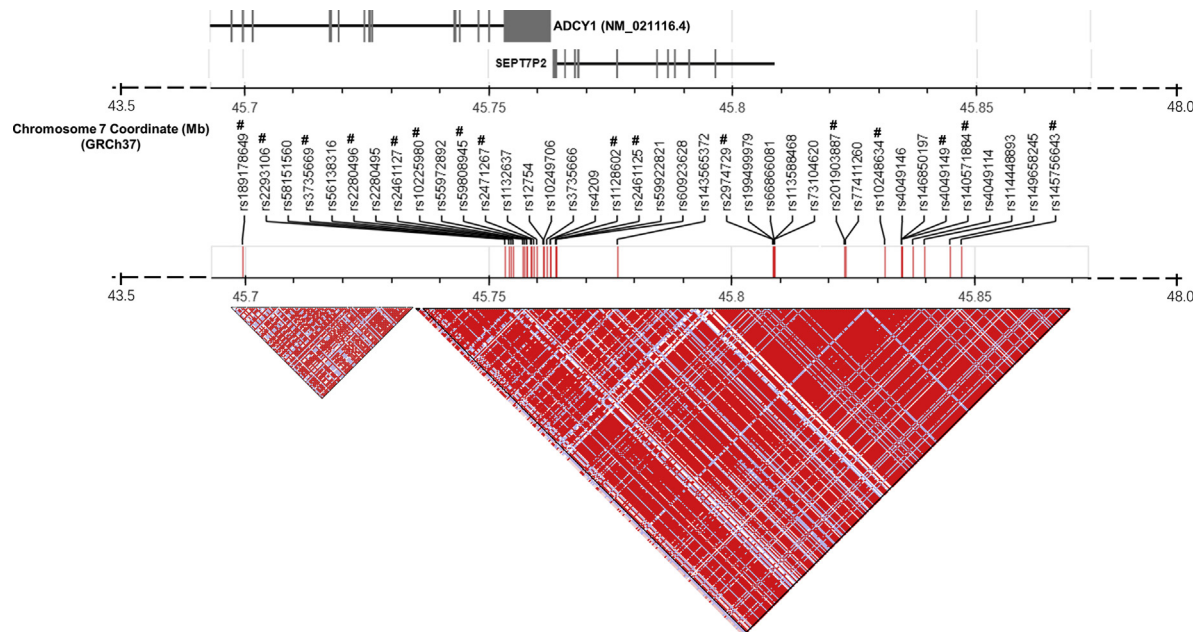 ADCY1 (NM_021116.4)
SEPT7P2
43.5 45.7 45.75 45.8 45.85 48.0
Chromosome 7 Coordinate (Mb)
(GRCh37)
rs189178649 #
rs2293106 #
rs58151560
rs3735669 #
rs56138316
rs2280496 #
rs2280495
rs2461127 #
rs10225980 #
rs55972892
rs59808945 #
rs2471267 #
rs1132637
rs12754
rs10249706
rs3735666
rs4209
rs1128602 #
rs2461125 #
rs59922821
rs60923628
rs143565372
rs2974729 #
rs199499979
rs66866081
rs113588468
rs73104620
rs201903887 #
rs77411260
rs10248634 #
rs4049146
rs146850197
rs4049149 #
rs140571884 #
rs4049114
rs114448893
rs149658245
rs145756643 #
43.5 45.7 45.75 45.8 45.85 48.0